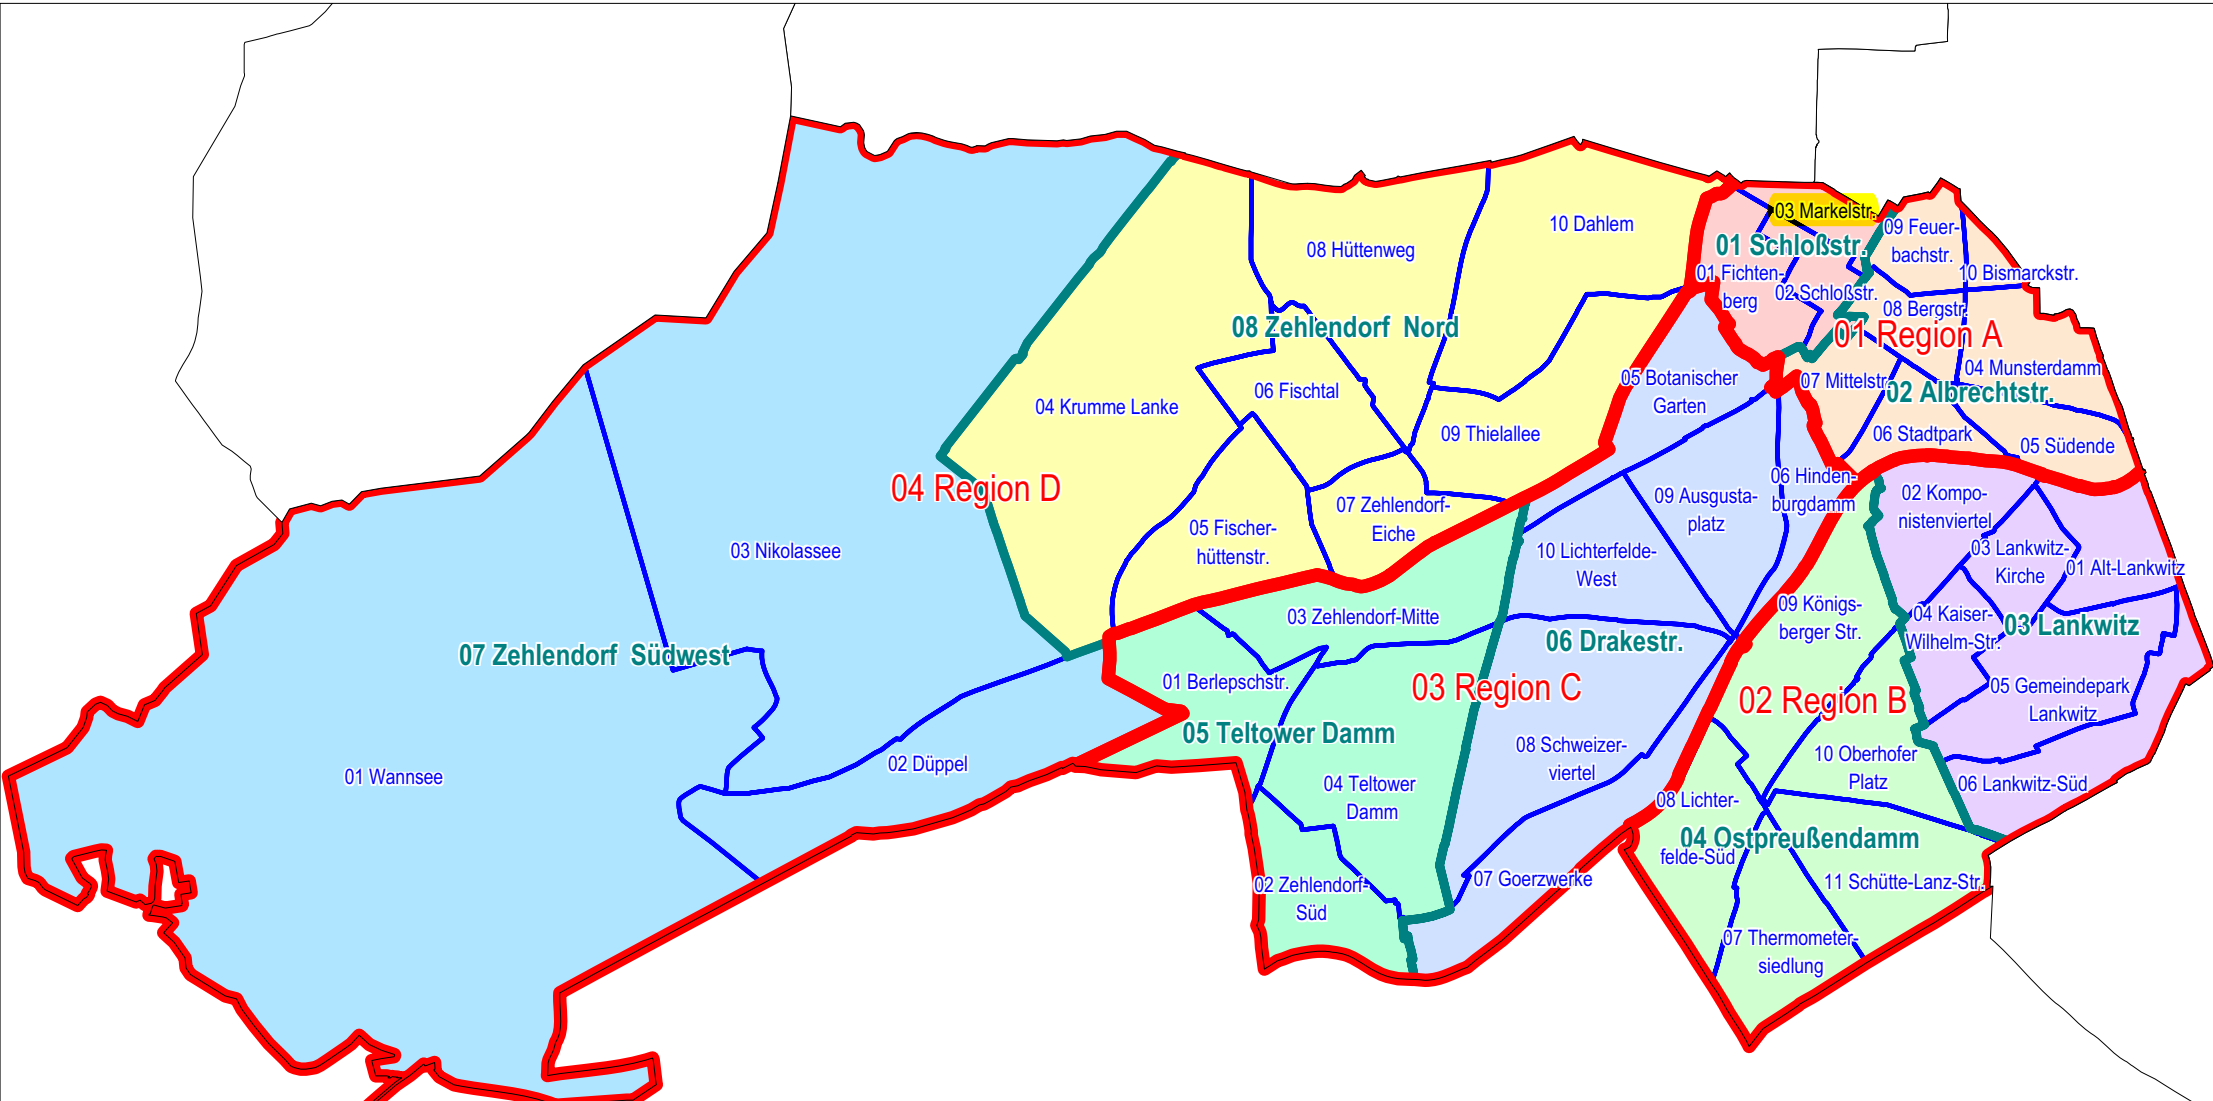 03 Markelstr.
10 Dahlem
09 Feuer-
bachstr.
08 Hüttenweg
01 Schloßstr.
01 Fichten-
berg
10 Bismarckstr.
02 Schloßstr.
08 Bergstr.
08 Zehlendorf Nord
01 Region A
04 Munsterdamm
05 Botanischer
Garten
07 Mittelstr.
02 Albrechtstr.
06 Fischtal
04 Krumme Lanke
09 Thielallee
06 Stadtpark
05 Südende
04 Region D
06 Hinden-
burgdamm
02 Kompo-
nistenviertel
09 Ausgusta-
platz
07 Zehlendorf-
Eiche
05 Fischer-
hüttenstr.
03 Nikolassee
10 Lichterfelde-
West
03 Lankwitz-
Kirche
01 Alt-Lankwitz
03 Zehlendorf-Mitte
09 Königs-
berger Str.
04 Kaiser-
Wilhelm-Str.
03 Lankwitz
06 Drakestr.
07 Zehlendorf Südwest
01 Berlepschstr.
03 Region C
02 Region B
05 Gemeindepark
Lankwitz
05 Teltower Damm
08 Schweizer-
viertel
10 Oberhofer
Platz
01 Wannsee
02 Düppel
04 Teltower
Damm
06 Lankwitz-Süd
08 Lichter-
felde-Süd
04 Ostpreußendamm
02 Zehlendorf-
Süd
07 Goerzwerke
11 Schütte-Lanz-Str.
07 Thermometer-
siedlung